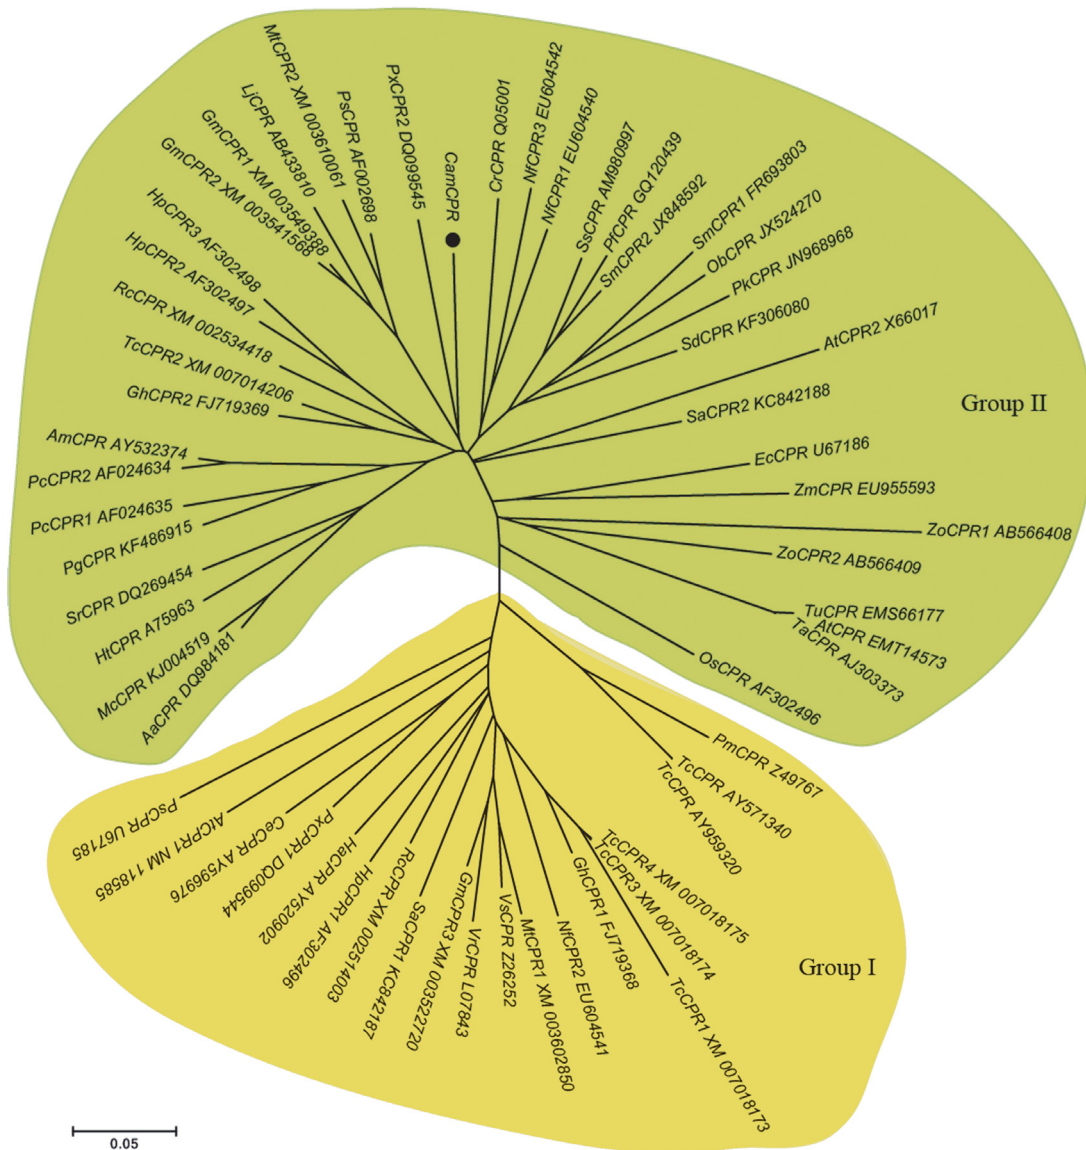 MtCPR2 XM 003610061
LjCPR AB433810
PsCPR AF002698
PxCPR2 DQ099545
CamCPR
CrCPR Q05001
NfCPR3 EU604542
NfCPR1 EU604540
SsCPR AM980997
PfCPR GQ120439
SmCPR2 JX848592
SmCPR1 FR693803
ObCPR JX524270
PkCPR JN968968
SdCPR KF306080
AtCPR2 X66017
SaCPR2 KC842188
Group II
EcCPR U67186
ZmCPR EU955593
ZoCPR1 AB566408
ZoCPR2 AB566409
TuCPR EMS66177
AtCPR EMT14573
TaCPR AJ303373
OsCPR AF302496
GmCPR1 XM 003549388
GmCPR2 XM 003541568
HpCPR3 AF302498
HpCPR2 AF302497
RcCPR XM 002534418
TcCPR2 XM 007014206
GhCPR2 FJ719369
AmCPR AY532374
PcCPR2 AF024634
PcCPR1 AF024635
PgCPR KF486915
SrCPR DQ269454
HtCPR A75963
McCPR KJ004519
AaCPR DQ984181
PmCPR Z49767
TcCPR AY571340
TcCPR AY959320
TcCPR4 XM 007018175
TcCPR3 XM 007018174
TcCPR1 XM 007018173
GhCPR1 FJ719368
NfCPR2 EU604541
MtCPR1 XM 003602850
VsCPR Z26252
VrCPR L07843
GmCPR3 XM 003522720
SaCPR1 KC842187
RcCPR XM 002514003
HpCPR1 AF302496
HaCPR AY520902
PxCPR1 DQ099544
CeCPR AY596976
AtCPR1 NM 118585
PsCPR U67185
Group I
0.05